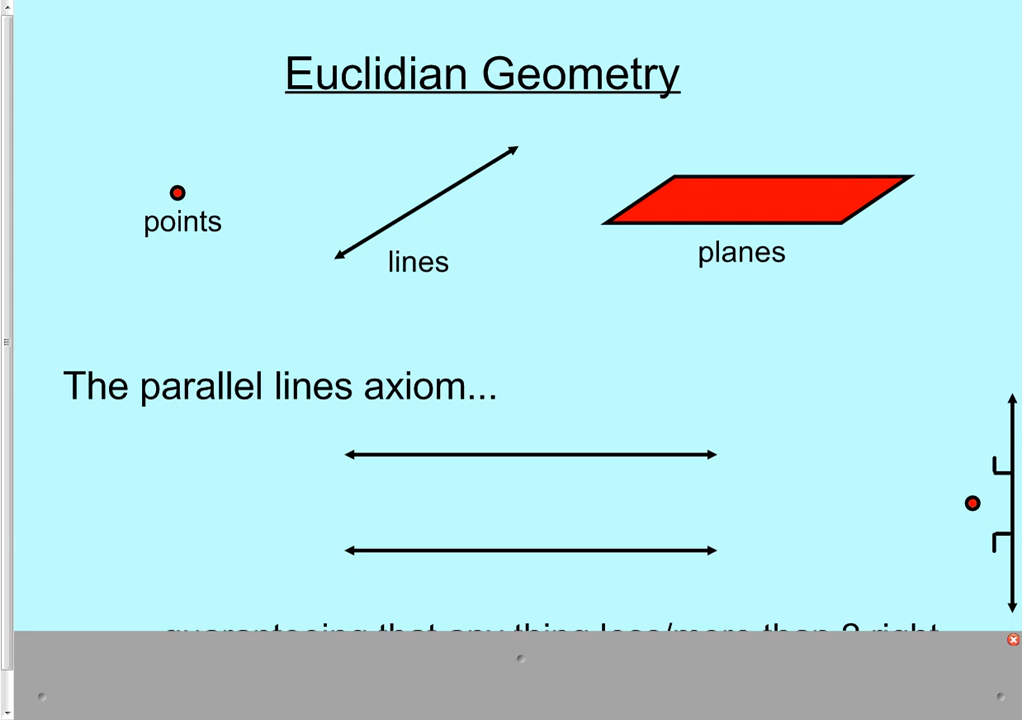 Euclidian Geometry
points
lines
planes
The parallel lines axiom...
guaranteeing that any thing less/more than 2 right